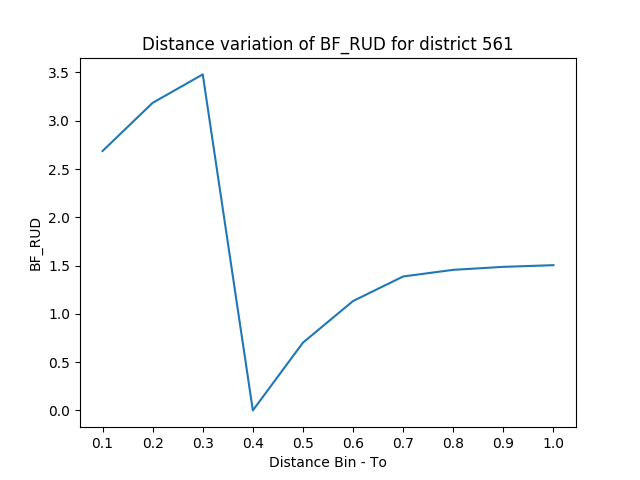 Distance variation of BF_RUD for district 561
3.5
3.0
2.5
2.0
1.5
1.0
0.5
0.0
BF_RUD
0.1 0.2 0.3 0.4 0.5 0.6 0.7 0.8 0.9 1.0
Distance Bin - To